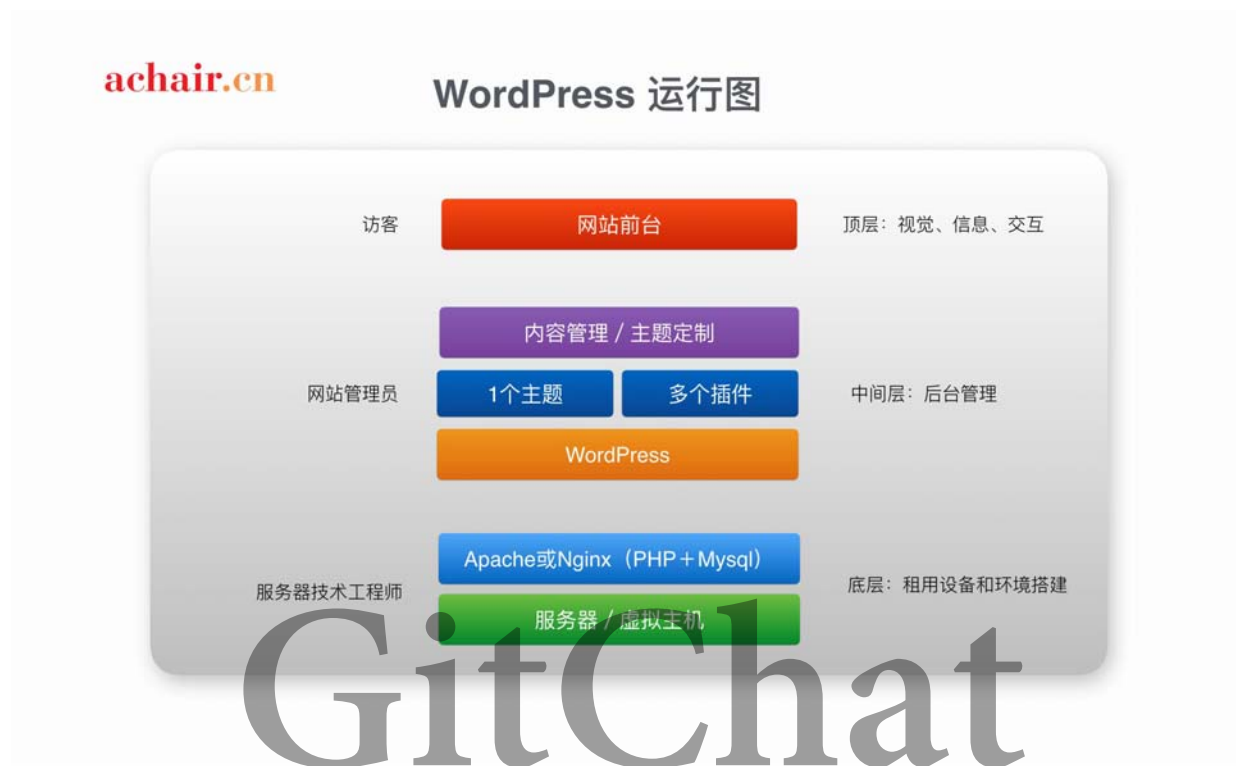 achair.cn
WordPress 运行图
访客
网站前台
顶层：视觉、信息、交互
内容管理 / 主题定制
网站管理员
1个主题
多个插件
中间层：后台管理
WordPress
Apache或Nginx（PHP＋Mysql）
服务器技术工程师
底层：租用设备和环境搭建
服务器 / 虚拟主机
GitChat